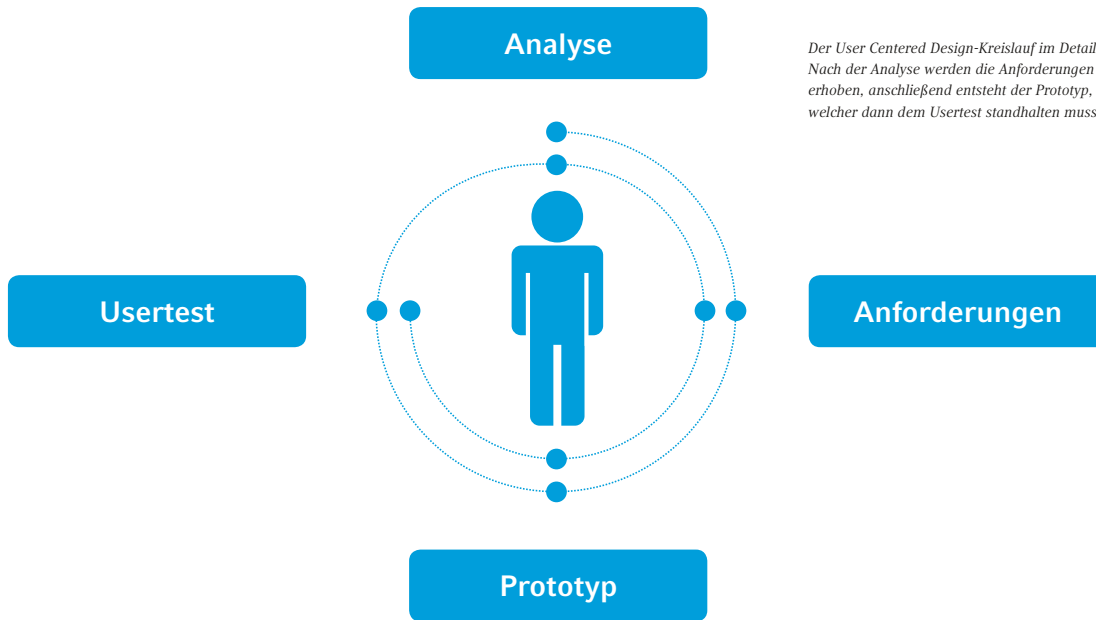 Analyse
Der User Centered Design-Kreislauf im Detail
Nach der Analyse werden die Anforderungen
erhoben, anschließend entsteht der Prototyp,
welcher dann dem Usertest standhalten muss
Usertest
Anforderungen
Prototyp